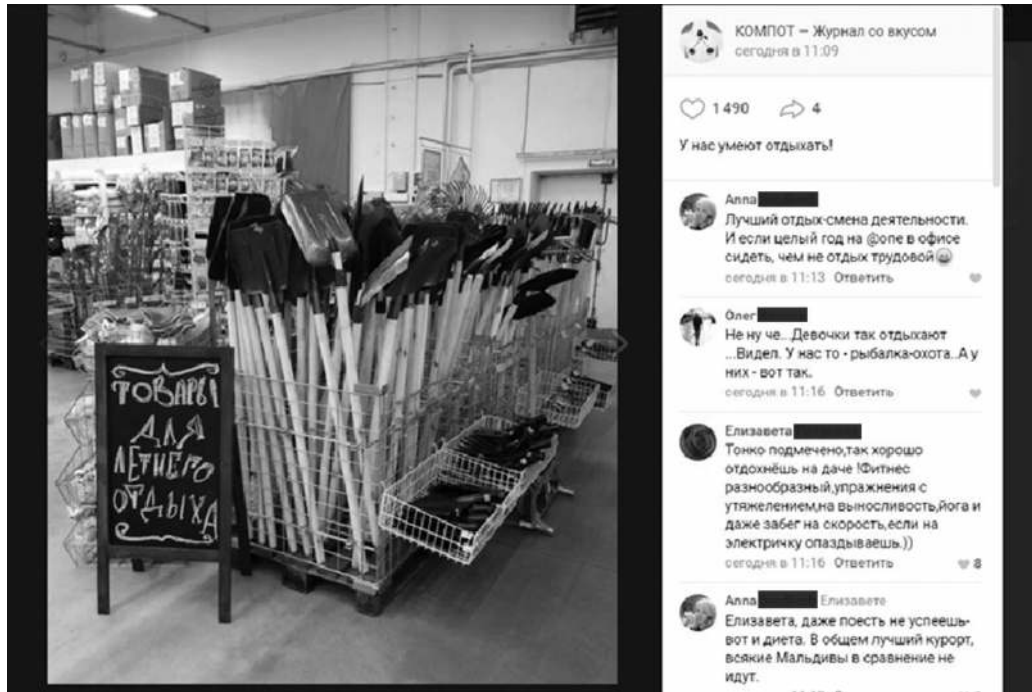 ТОВАРЫ
ДЛЯ
ЛЕТНЕГО
ОТДЫХА
КОМПОТ — Журнал со вкусом
сегодня в 11:09
1 490 4
У нас умеют отдыхать!
Anna
Лучший отдых-смена деятельности.
И если целый год на @опе в офисе
сидеть, чем не отдых трудовой
сегодня в 11:13 Ответить
Олег
Не ну че...Девочки так отдыхают
...Видел. У нас то - рыбалка-охота..А у
них - вот так.
сегодня в 11:16 Ответить
Елизавета
Тонко подмечено,так хорошо
отдохнёшь на даче !Фитнес
разнообразный,упражнения с
утяжелением,на выносливость,йога и
даже забег на скорость,если на
электричку опаздываешь.))
сегодня в 11:16 Ответить 8
Anna Елизавете
Елизавета, даже поесть не успеешь-
вот и диета. В общем лучший курорт,
всякие Мальдивы в сравнение не
идут.